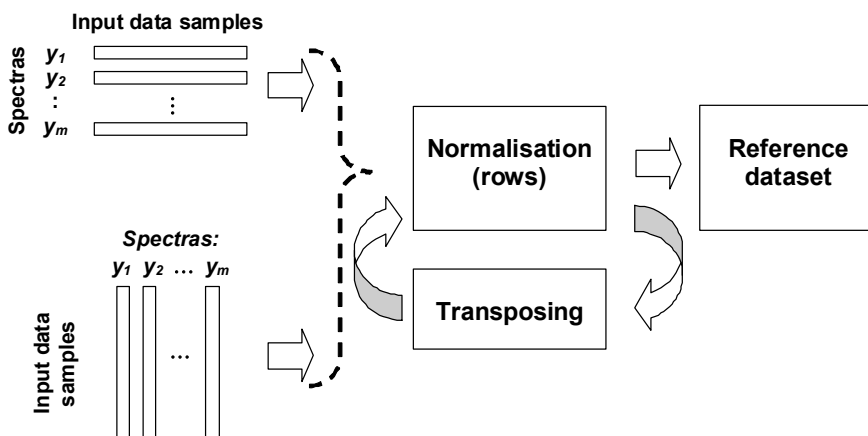 Input data samples
Spectras
y1
y2
:
ym
⋮
Normalisation
(rows)
Reference
dataset
Transposing
Spectras:
y1 y2 ... ym
Input data
samples
...